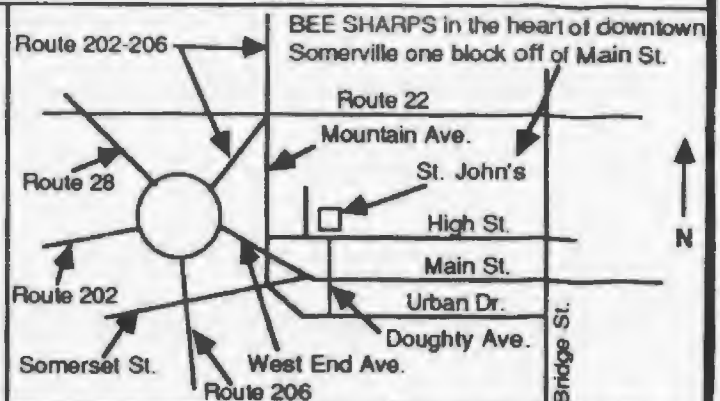 BEE SHARPS in the heart of downtown
Somerville one block off of Main St.
Route 202-206
Route 22
Mountain Ave.
Route 28
St. John's
High St.
N
Main St.
Route 202
Urban Dr.
Doughty Ave.
Somerset St.
West End Ave.
Bridge St.
Route 206